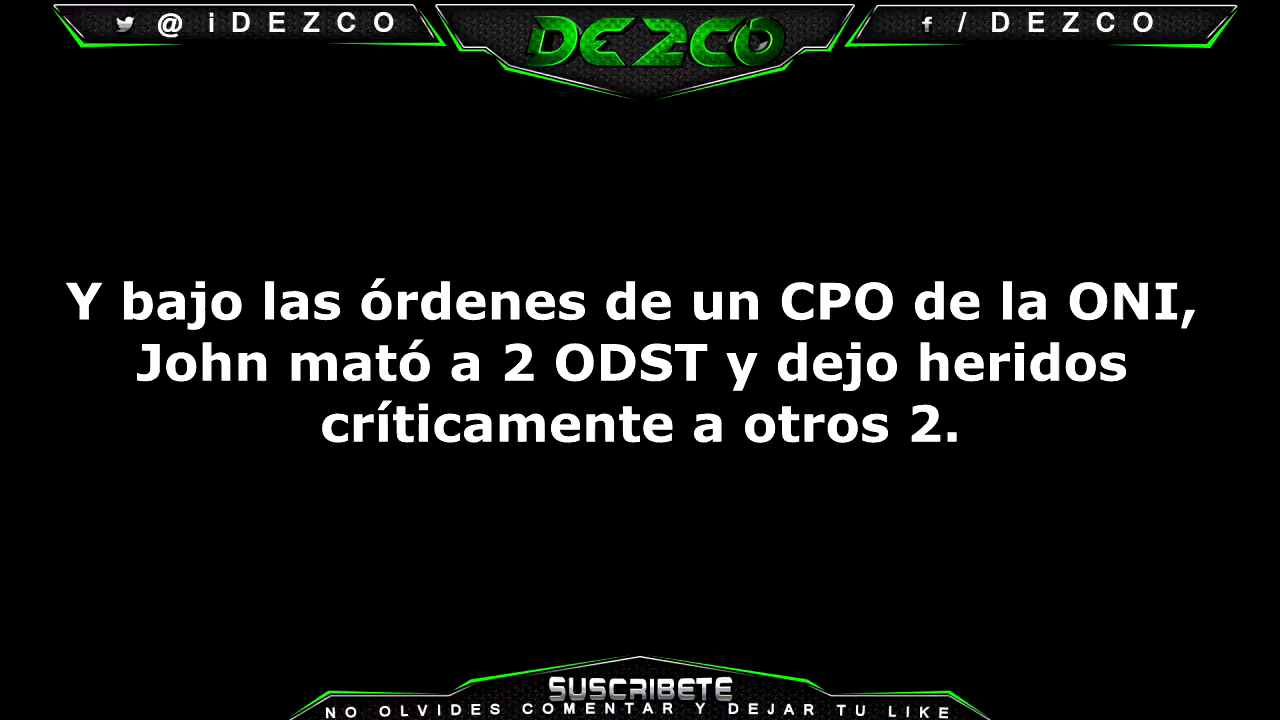 @ iDEZCO
DEZCO
/ DEZCO
Y bajo las órdenes de un CPO de la ONI,
John mató a 2 ODST y dejo heridos
críticamente a otros 2.
SUSCRIBETE
NO OLVIDES COMENTAR Y DEJAR TU LIKE